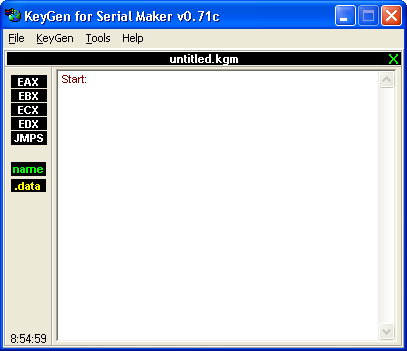 KeyGen for Serial Maker v0.71c
File KeyGen Tools Help
untitled.kgm
EAX
EBX
ECX
EDX
JMPS
name
.data
Start:
8:54:59